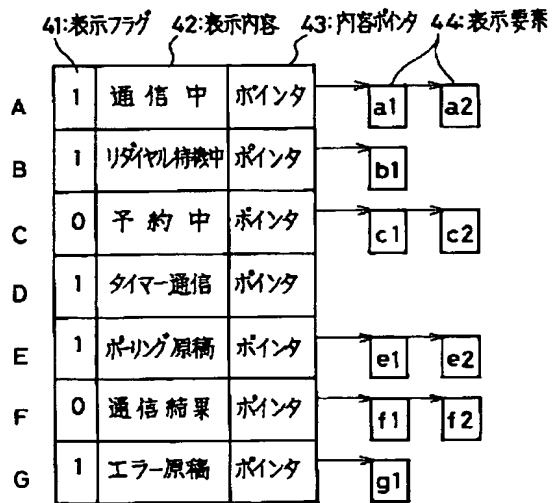 41:表示フラグ 42:表示内容 43:内容ポインタ 44:表示要素
A 1 通信中 ポインタ a1 a2
B 1 リダイヤル待機中 ポインタ b1
C 0 予約中 ポインタ c1 c2
D 1 タイマー通信 ポインタ
E 1 ポーリング原稿 ポインタ e1 e2
F 0 通信結果 ポインタ f1 f2
G 1 エラー原稿 ポインタ g1